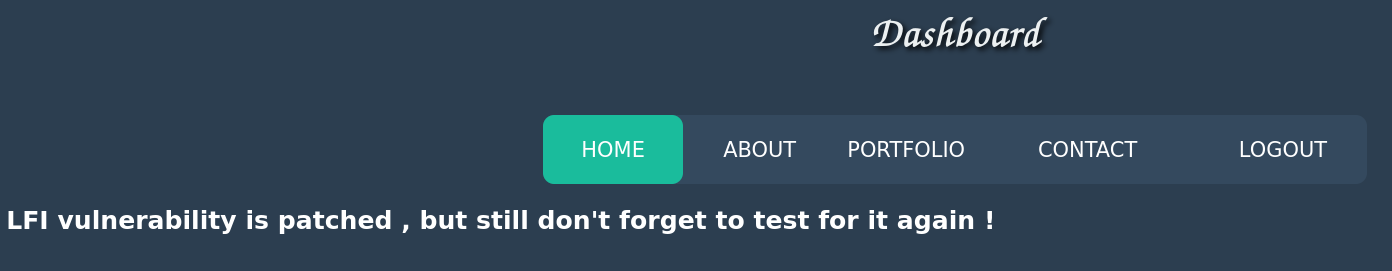 Dashboard
HOME ABOUT PORTFOLIO CONTACT LOGOUT
LFI vulnerability is patched , but still don't forget to test for it again !